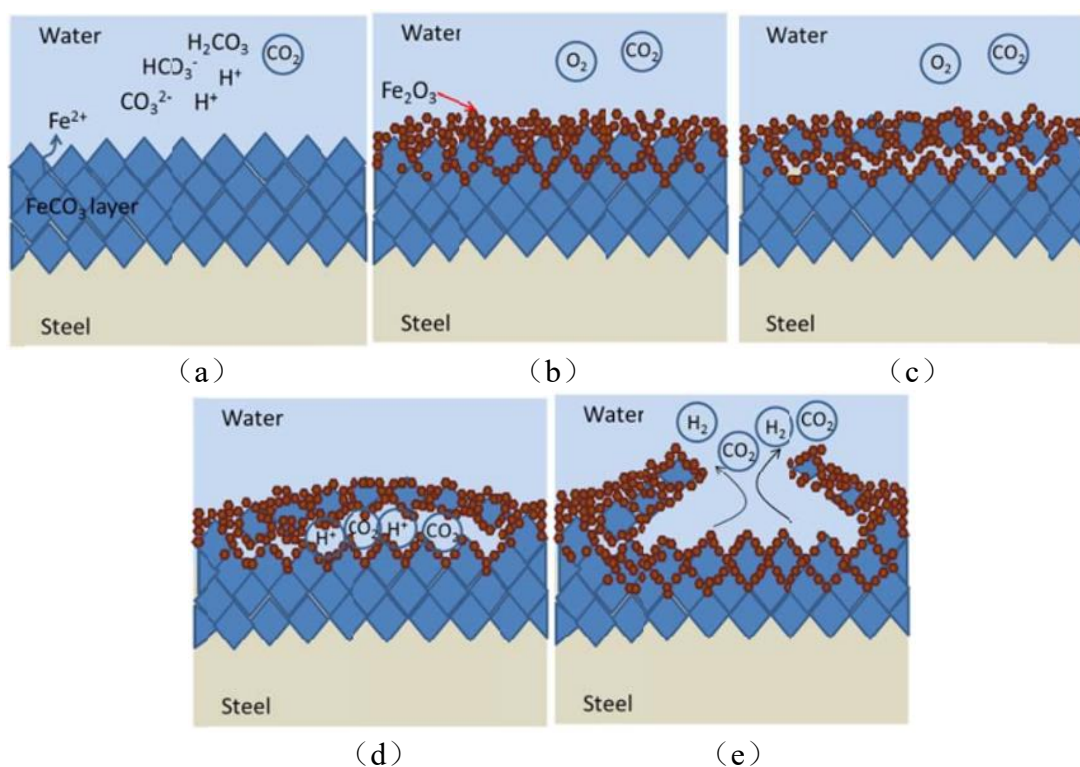 Water
H₂CO₃ CO₂
HCO₃⁻ H⁺
CO₃²⁻ H⁺
Fe²⁺
FeCO₃ layer
Steel
（a）
Water
O₂ CO₂
Fe₂O₃
Steel
（b）
Water
O₂ CO₂
Steel
（c）
Water
H⁺ CO₂ H⁺ CO₂
Steel
（d）
Water
H₂ CO₂ H₂ CO₂
Steel
（e）